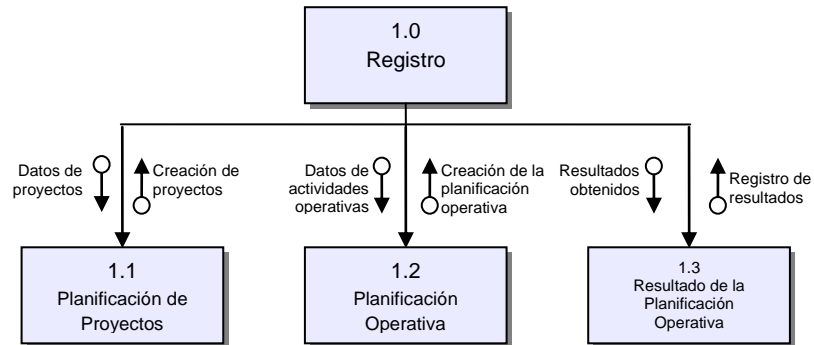 1.0
Registro
Datos de
proyectos
Creación de
proyectos
Datos de
actividades
operativas
Creación de la
planificación
operativa
Resultados
obtenidos
Registro de
resultados
1.1
Planificación de
Proyectos
1.2
Planificación
Operativa
1.3
Resultado de la
Planificación
Operativa